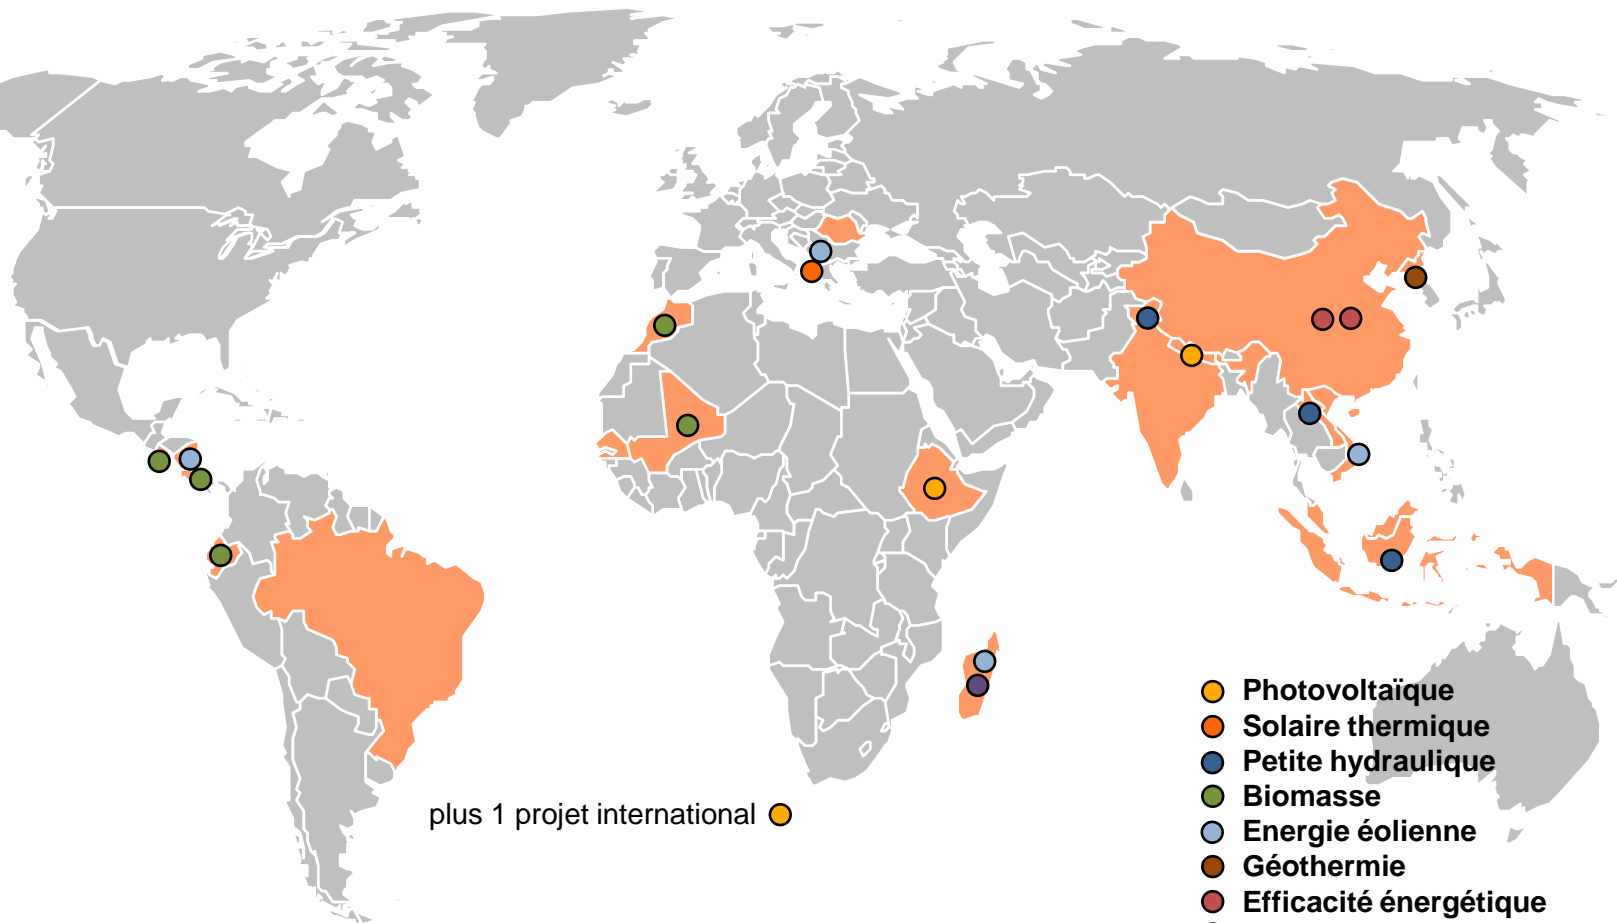 plus 1 projet international
Photovoltaïque
Solaire thermique
Petite hydraulique
Biomasse
Energie éolienne
Géothermie
Efficacité énergétique